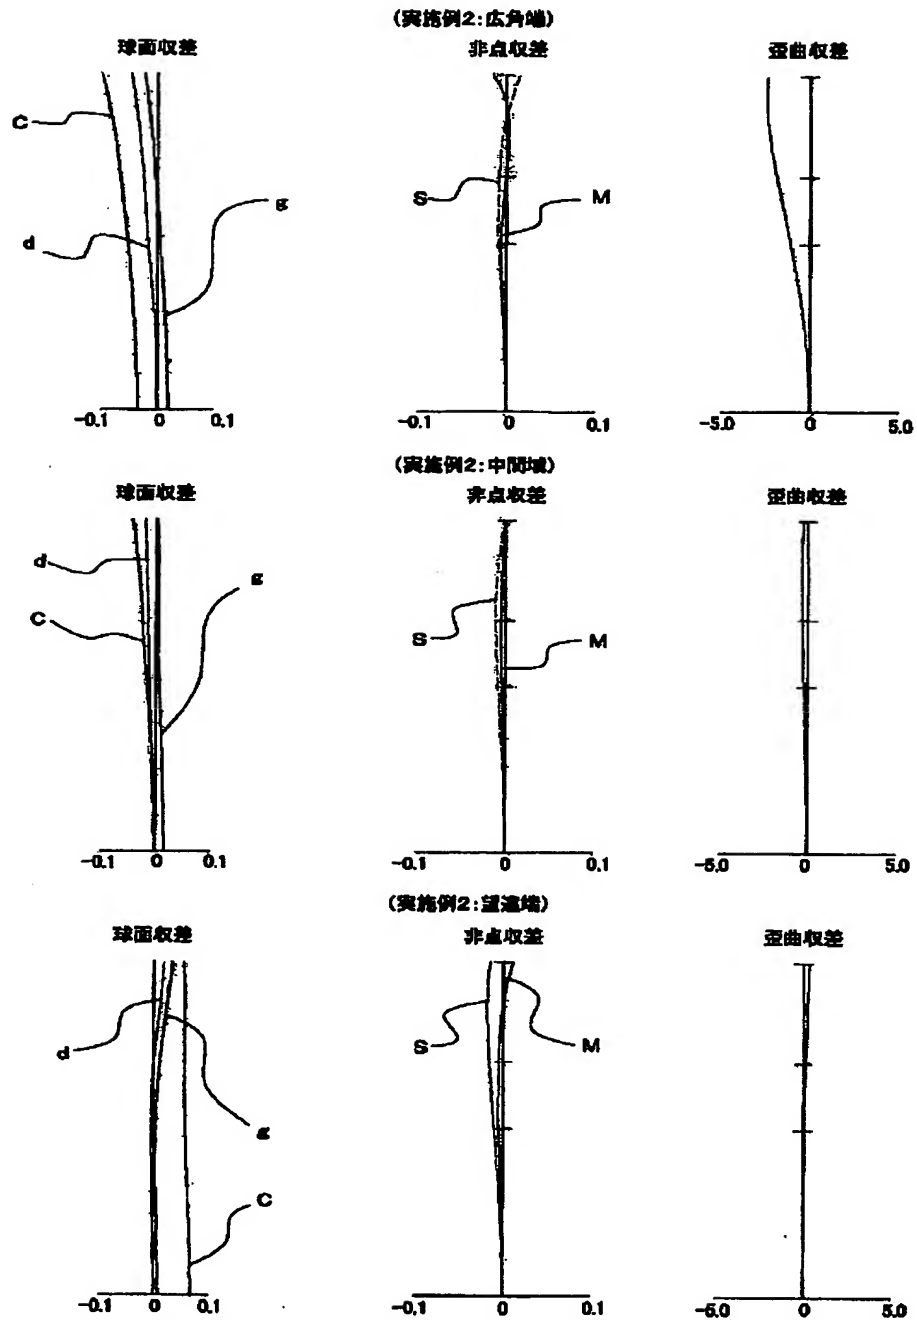 (実施例2:広角端)
球面収差
非点収差
歪曲収差
C
d
g
S
M
-0.1
0
0.1
-0.1
0
0.1
-5.0
0
5.0
(実施例2:中間域)
球面収差
非点収差
歪曲収差
d
C
g
S
M
-0.1
0
0.1
-0.1
0
0.1
-5.0
0
5.0
(実施例2:望遠端)
球面収差
非点収差
歪曲収差
d
g
C
S
M
-0.1
0
0.1
-0.1
0
0.1
-5.0
0
5.0